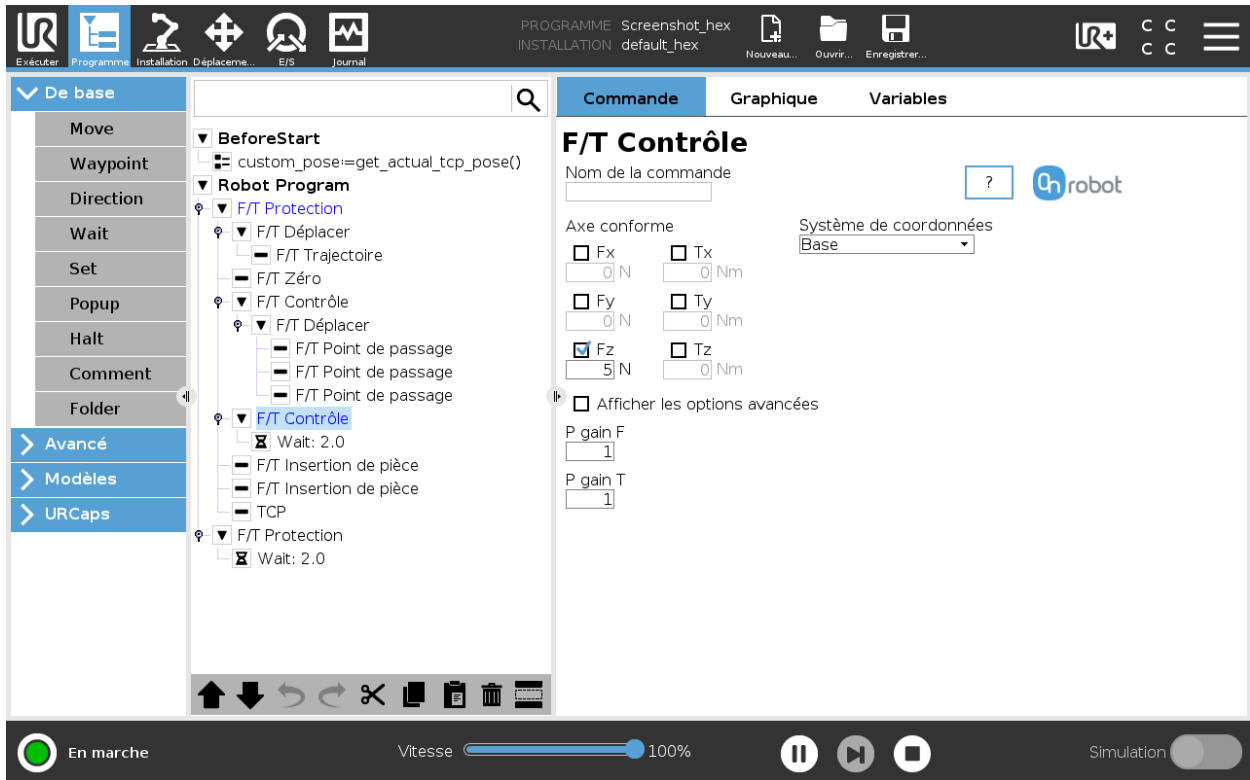 PROGRAMME Screenshot_hex
INSTALLATION default_hex
Exécuter Programme Installation Déplaceme... E/S Journal
Nouveau... Ouvrir... Enregistrer...
UR+
C C
C C
De base
Move
Waypoint
Direction
Wait
Set
Popup
Halt
Comment
Folder
Avancé
Modèles
URCaps
BeforeStart
custom_pose:=get_actual_tcp_pose()
Robot Program
F/T Protection
F/T Déplacer
F/T Trajectoire
F/T Zéro
F/T Contrôle
F/T Déplacer
F/T Point de passage
F/T Point de passage
F/T Point de passage
F/T Contrôle
Wait: 2.0
F/T Insertion de pièce
F/T Insertion de pièce
TCP
F/T Protection
Wait: 2.0
Commande Graphique Variables
F/T Contrôle
Nom de la commande
?
On robot
Axe conforme
Système de coordonnées
Base
Fx Tx
0 N 0 Nm
Fy Ty
0 N 0 Nm
Fz Tz
5 N 0 Nm
Afficher les options avancées
P gain F
1
P gain T
1
En marche
Vitesse 100%
Simulation